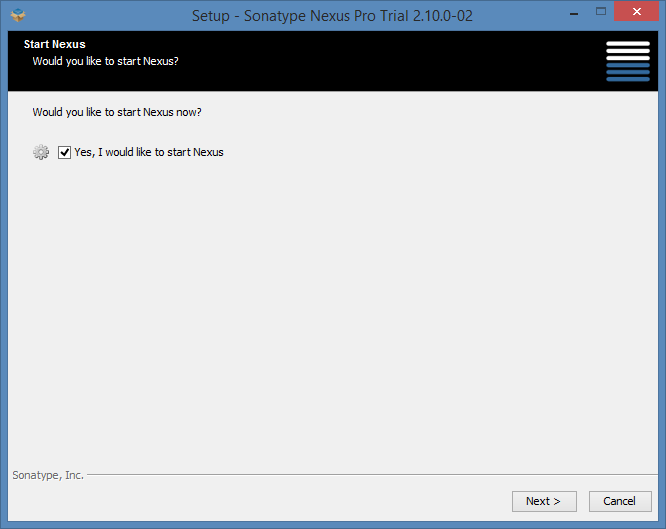 Setup - Sonatype Nexus Pro Trial 2.10.0-02
Start Nexus
Would you like to start Nexus?
Would you like to start Nexus now?
Yes, I would like to start Nexus
Sonatype, Inc.
Next >
Cancel